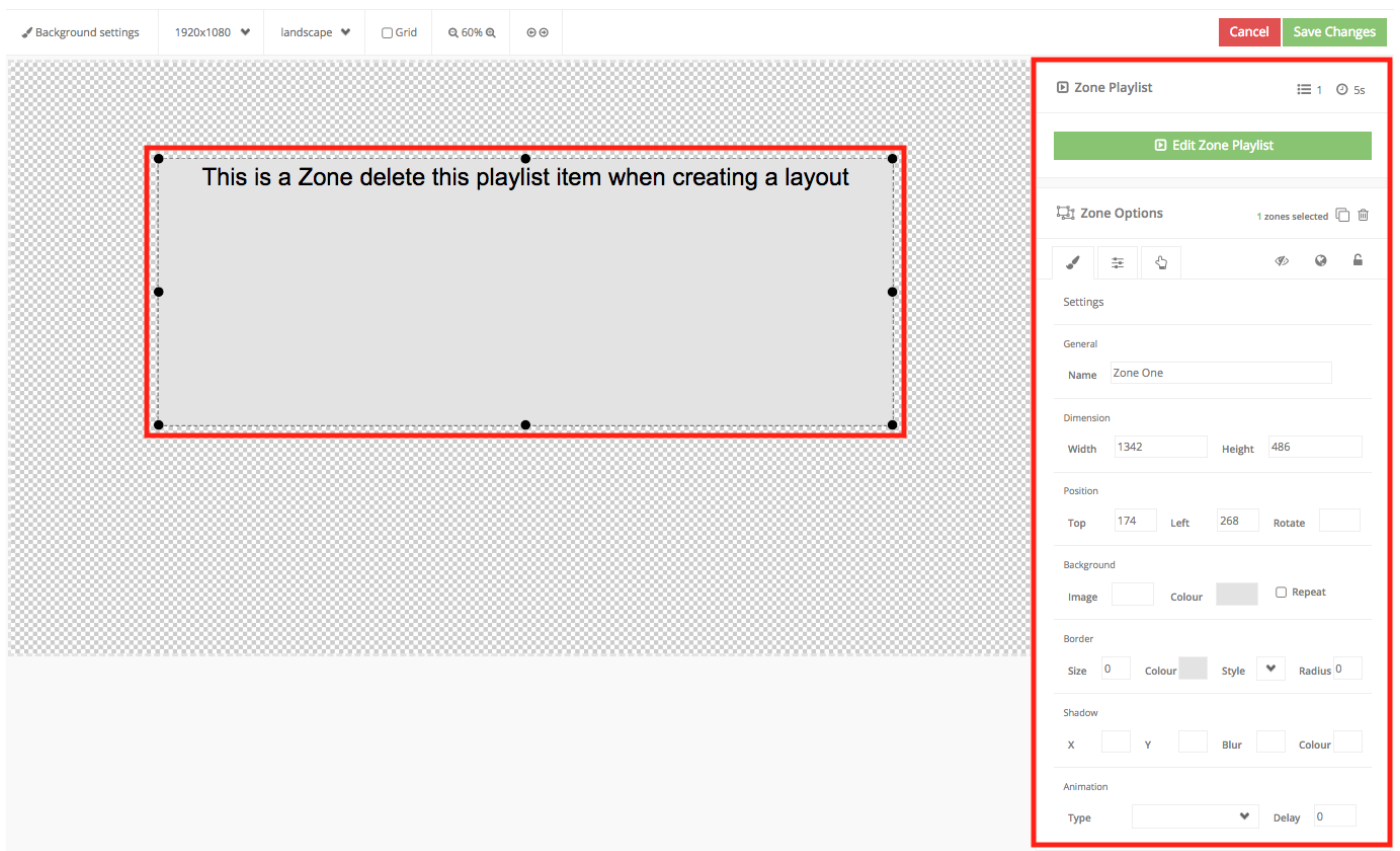 Background settings 1920x1080 landscape Grid 60% Cancel Save Changes
Zone Playlist 1 5s
Edit Zone Playlist
This is a Zone delete this playlist item when creating a layout
Zone Options 1 zones selected
Settings
General
Name Zone One
Dimension
Width 1342 Height 486
Position
Top 174 Left 268 Rotate
Background
Image Colour Repeat
Border
Size 0 Colour Style Radius 0
Shadow
X Y Blur Colour
Animation
Type Delay 0